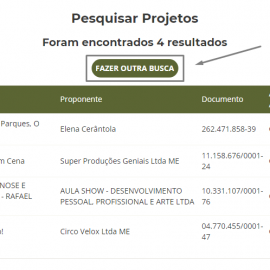 Pesquisar Projetos
Foram encontrados 4 resultados
FAZER OUTRA BUSCA
Proponente Documento
Parques, O Elena Cerântola 262.471.858-39
m Cena Super Produções Geniais Ltda ME 11.158.676/0001-
24
NOSE E
- RAFAEL AULA SHOW - DESENVOLVIMENTO 10.331.107/0001-
PESSOAL, PROFISSIONAL E ARTE LTDA 76
! Circo Velox Ltda ME 04.770.455/0001-
47